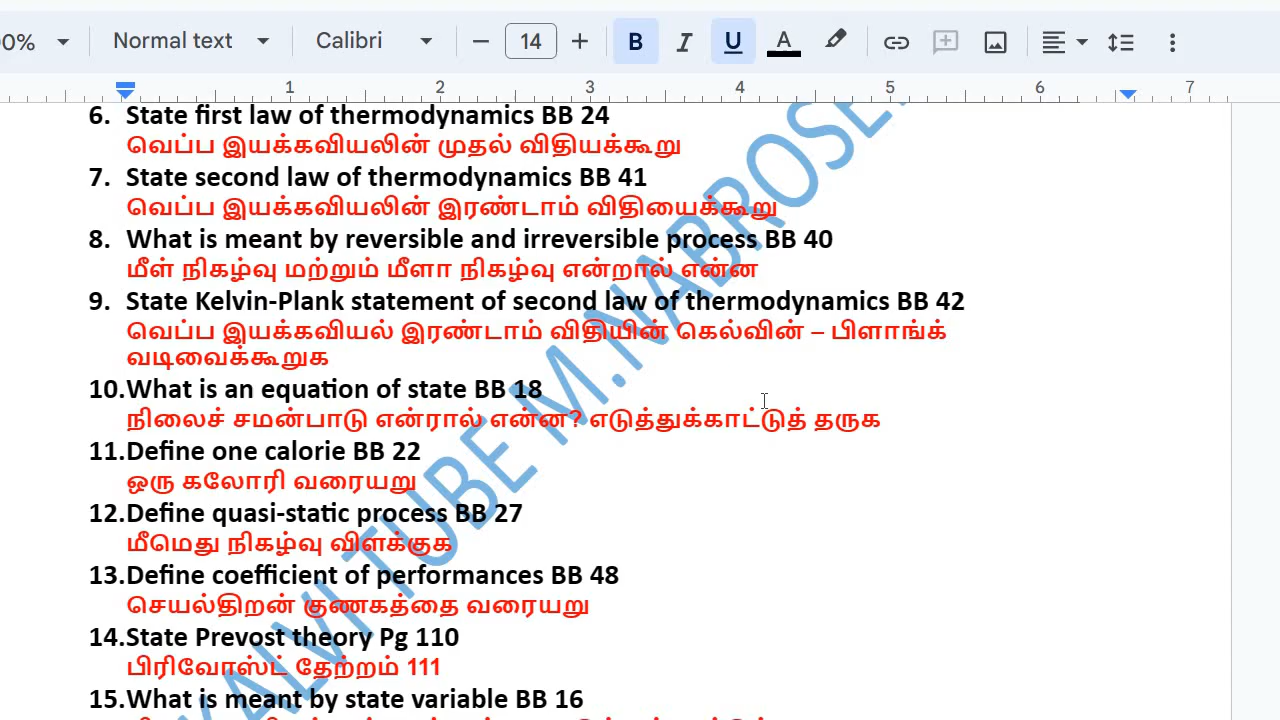 0%
Normal text
Calibri
14
B I U A
1 2 3 4 5 6 7
6. State first law of thermodynamics BB 24
வெப்ப இயக்கவியலின் முதல் விதியக்கூறு
7. State second law of thermodynamics BB 41
வெப்ப இயக்கவியலின் இரண்டாம் விதியைக்கூறு
8. What is meant by reversible and irreversible process BB 40
மீள் நிகழ்வு மற்றும் மீளா நிகழ்வு என்றால் என்ன
9. State Kelvin-Plank statement of second law of thermodynamics BB 42
வெப்ப இயக்கவியல் இரண்டாம் விதியின் கெல்வின் – பிளாங்க்
வடிவைக்கூறுக
10.What is an equation of state BB 18
நிலைச் சமன்பாடு என்ரால் என்ன? எடுத்துக்காட்டுத் தருக
11.Define one calorie BB 22
ஒரு கலோரி வரையறு
12.Define quasi-static process BB 27
மீமெது நிகழ்வு விளக்குக
13.Define coefficient of performances BB 48
செயல்திறன் குணகத்தை வரையறு
14.State Prevost theory Pg 110
பிரிவோஸ்ட் தேற்றம் 111
15.What is meant by state variable BB 16
KALVI TUBE M.NABROSE.